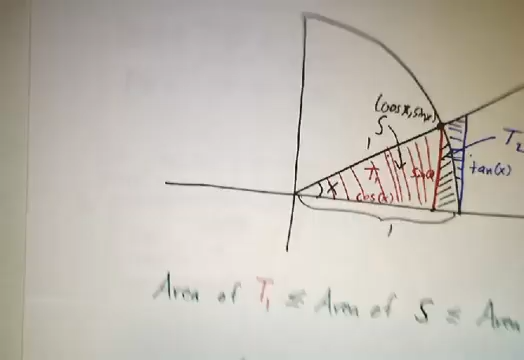 (cos x, sin x)
1
S
T₂
T₁
sin(x)
tan(x)
x
cos(x)
1
Area of T₁ ≤ Area of S ≤ Area